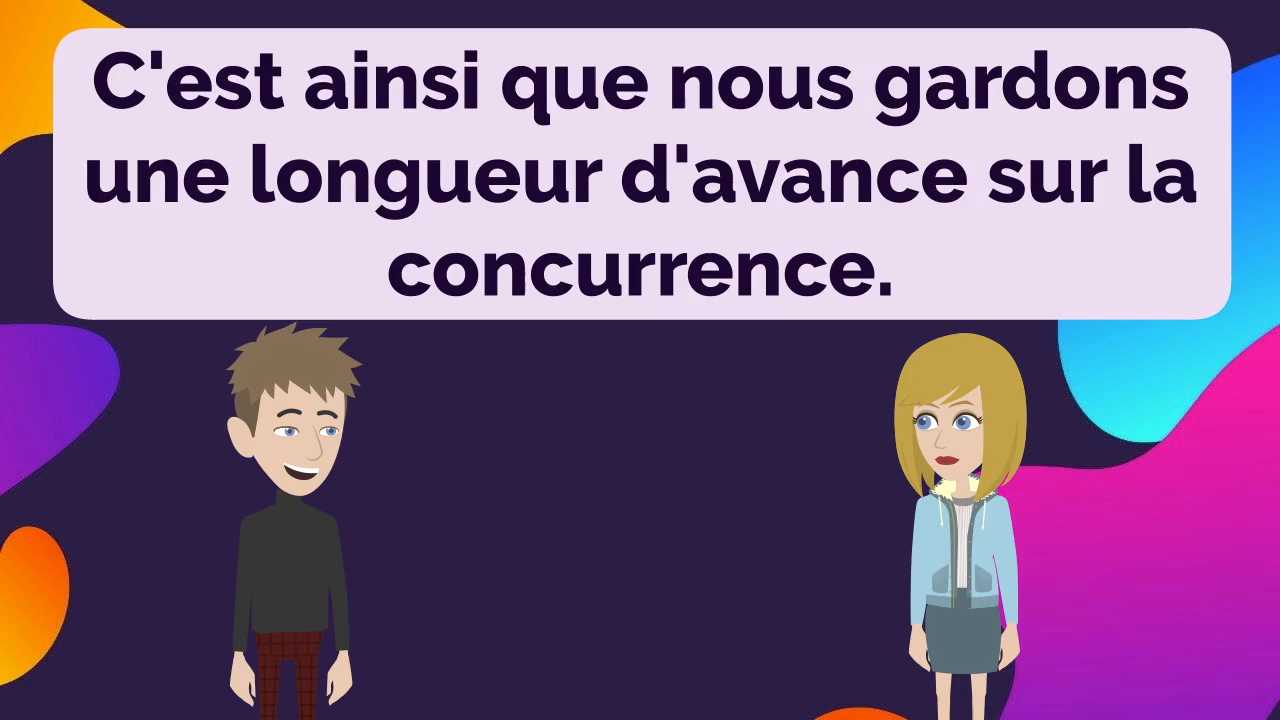 C'est ainsi que nous gardons
une longueur d'avance sur la
concurrence.